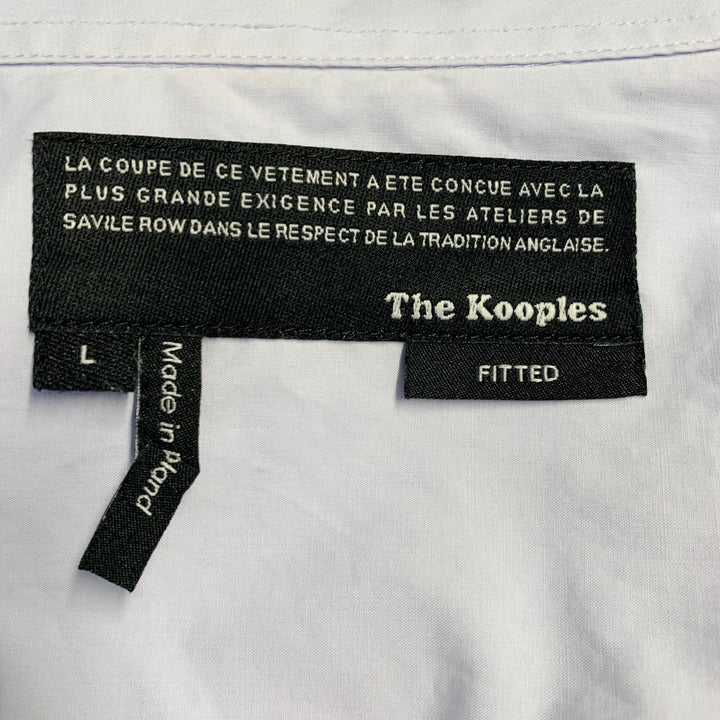 LA COUPE DE CE VETEMENT A ETE CONCUE AVEC LA
PLUS GRANDE EXIGENCE PAR LES ATELIERS DE
SAVILE ROW DANS LE RESPECT DE LA TRADITION ANGLAISE.
The Kooples
L
FITTED
Made in